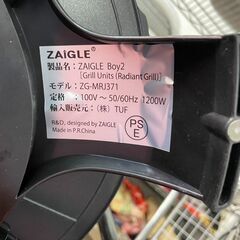 ZAiGLE®
製品名：ZAIGLE Boy2
[Grill Units (Radiant Grill)]
モデル：ZG-MRJ371
定格：100V～50/60Hz 1200W
輸入販売元：(株) TUF
R&D, designed by ZAIGLE
Made in P.R.China
PSE